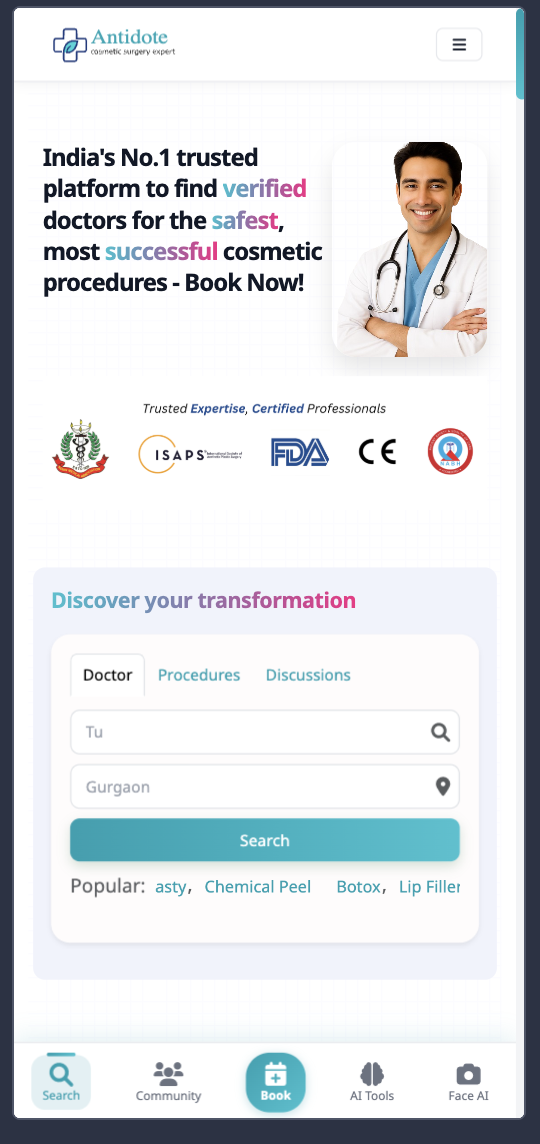 Antidote
cosmetic surgery expert
India's No.1 trusted
platform to find verified
doctors for the safest,
most successful cosmetic
procedures - Book Now!
Trusted Expertise, Certified Professionals
ISAPS
FDA
CE
NABH
Discover your transformation
Doctor Procedures Discussions
Tu
Gurgaon
Search
Popular: asty, Chemical Peel Botox, Lip Filler
Search Community Book AI Tools Face AI